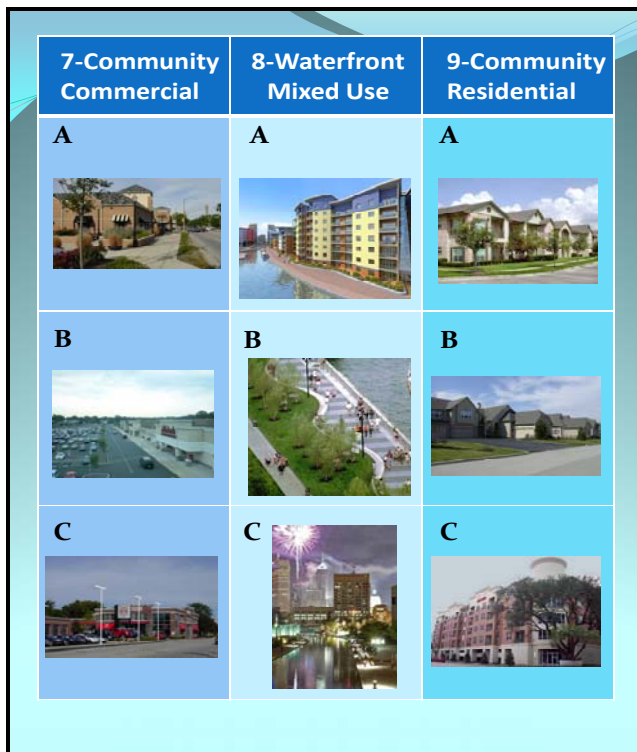 7-Community
Commercial
8-Waterfront
Mixed Use
9-Community
Residential
A
A
A
B
B
B
C
C
C